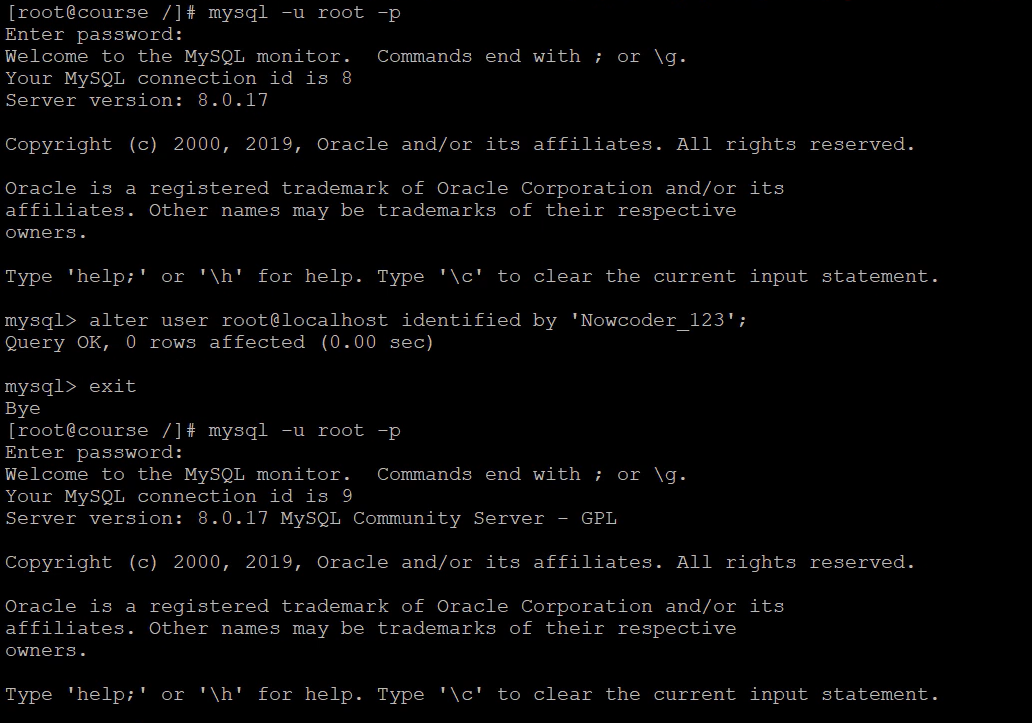 [root@course /]# mysql -u root -p
Enter password:
Welcome to the MySQL monitor.  Commands end with ; or \g.
Your MySQL connection id is 8
Server version: 8.0.17

Copyright (c) 2000, 2019, Oracle and/or its affiliates. All rights reserved.

Oracle is a registered trademark of Oracle Corporation and/or its
affiliates. Other names may be trademarks of their respective
owners.

Type 'help;' or '\h' for help. Type '\c' to clear the current input statement.

mysql> alter user root@localhost identified by 'Nowcoder_123';
Query OK, 0 rows affected (0.00 sec)

mysql> exit
Bye
[root@course /]# mysql -u root -p
Enter password:
Welcome to the MySQL monitor.  Commands end with ; or \g.
Your MySQL connection id is 9
Server version: 8.0.17 MySQL Community Server - GPL

Copyright (c) 2000, 2019, Oracle and/or its affiliates. All rights reserved.

Oracle is a registered trademark of Oracle Corporation and/or its
affiliates. Other names may be trademarks of their respective
owners.

Type 'help;' or '\h' for help. Type '\c' to clear the current input statement.